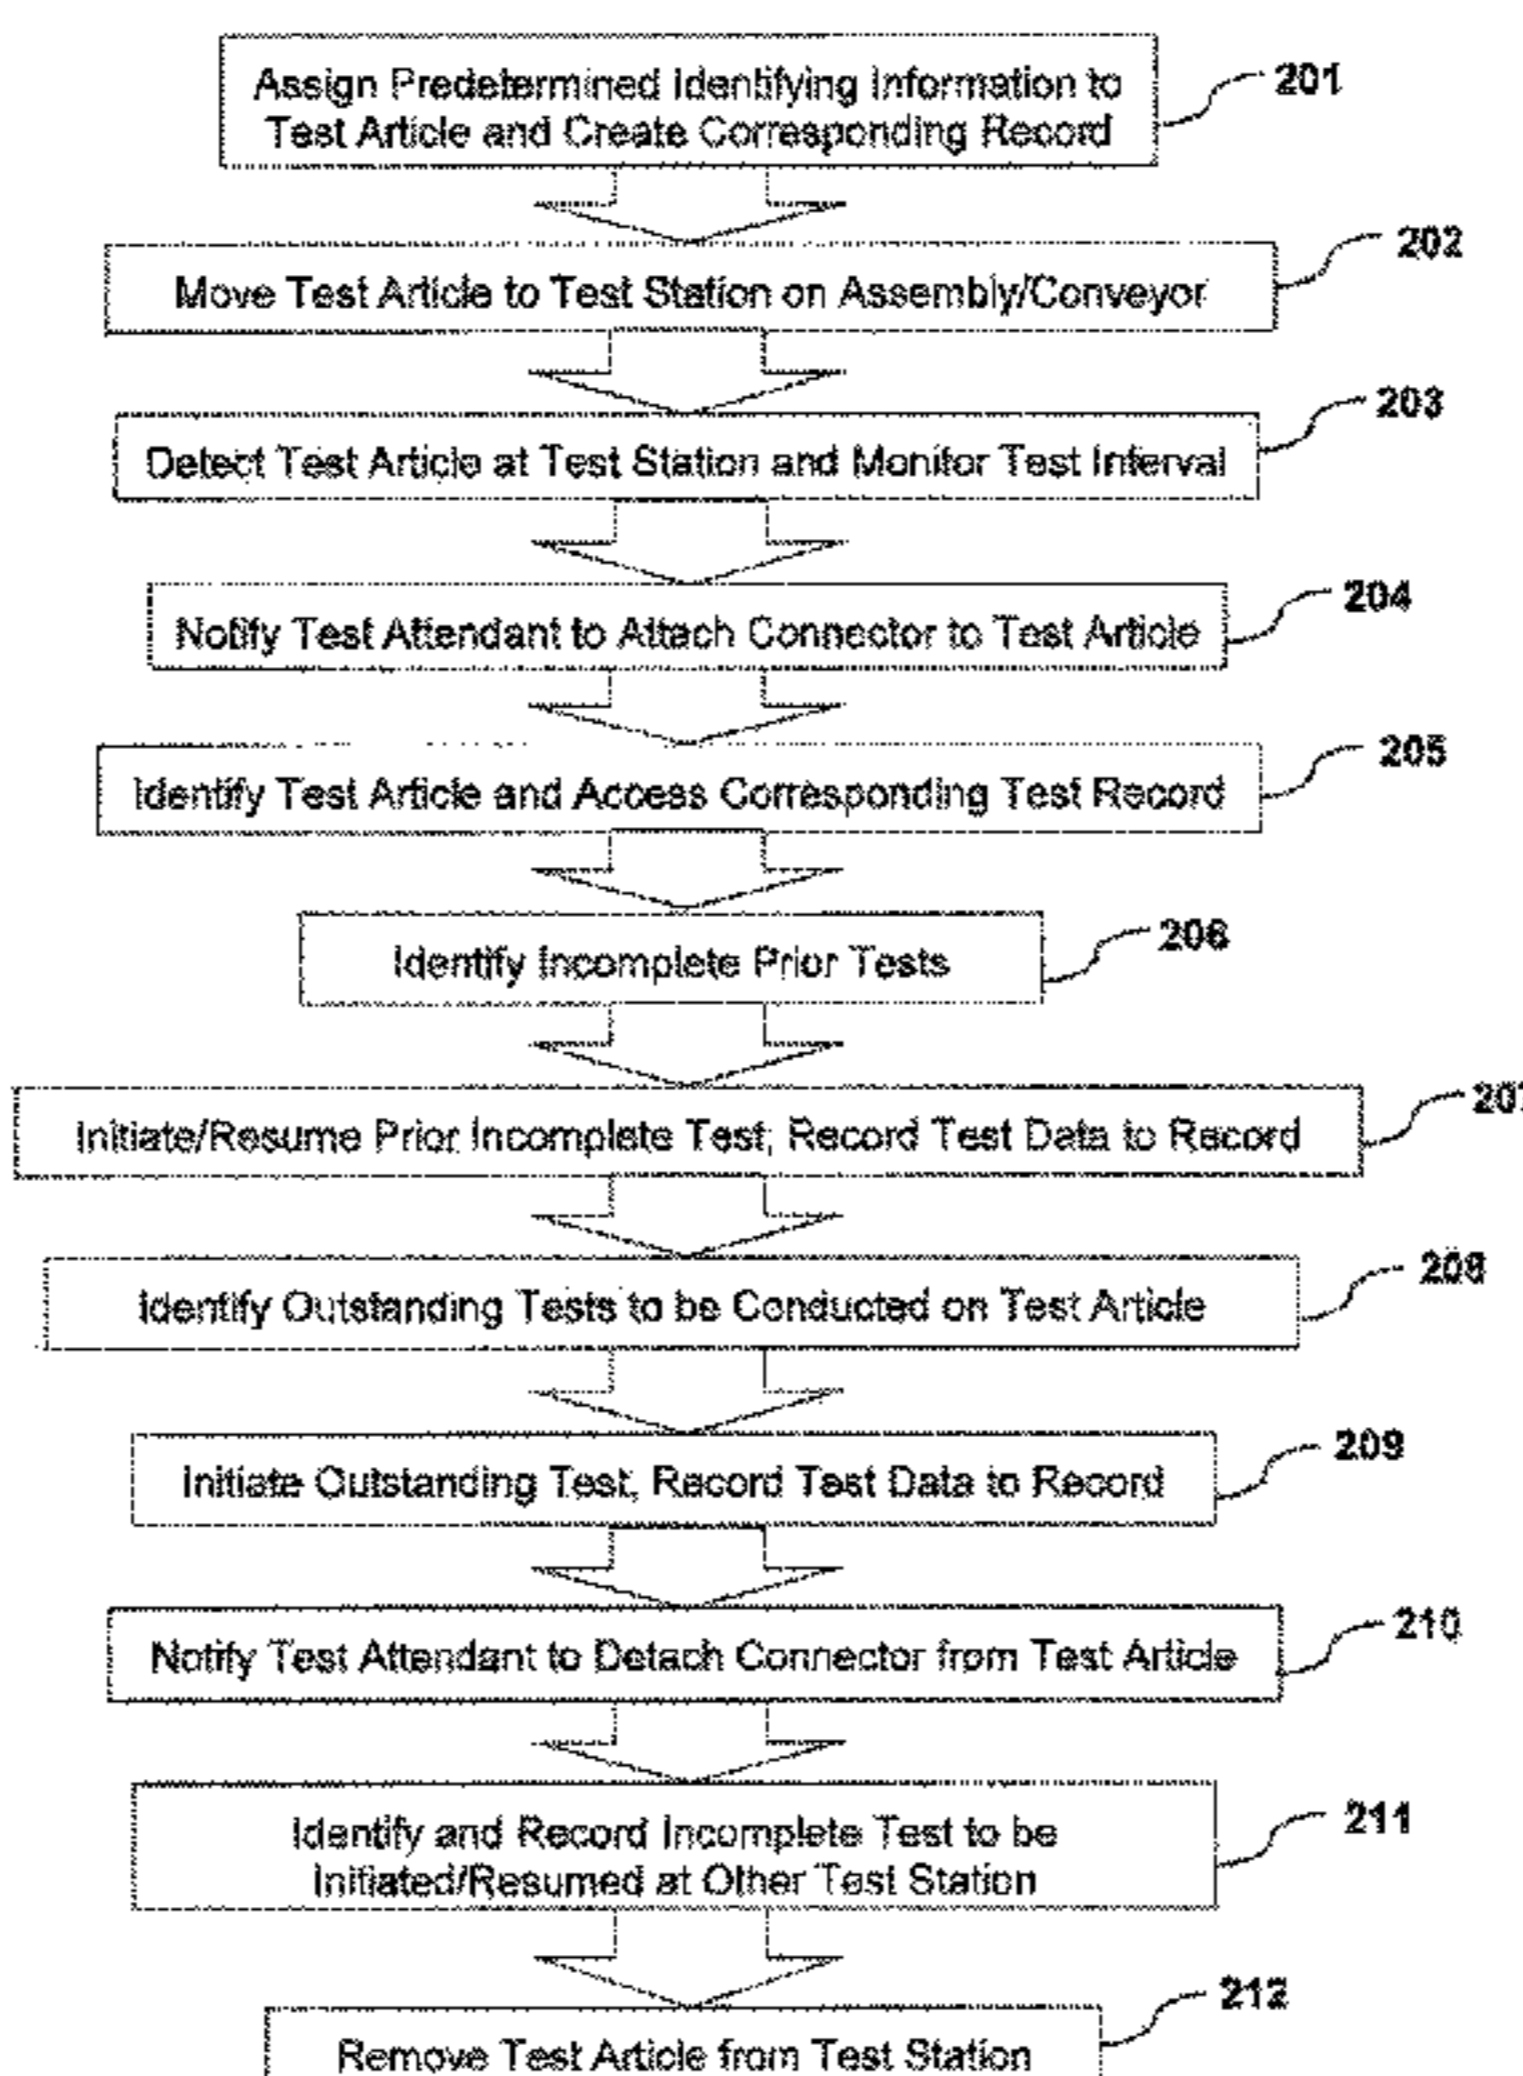 Assign Predetermined Identifying Information to
Test Article and Create Corresponding Record
201
Move Test Article to Test Station on Assembly/Conveyor
202
Detect Test Article at Test Station and Monitor Test Interval
203
Notify Test Attendant to Attach Connector to Test Article
204
Identify Test Article and Access Corresponding Test Record
205
Identify Incomplete Prior Tests
206
Initiate/Resume Prior Incomplete Test; Record Test Data to Record
207
Identify Outstanding Tests to be Conducted on Test Article
208
Initiate Outstanding Test; Record Test Data to Record
209
Notify Test Attendant to Detach Connector from Test Article
210
Identify and Record Incomplete Test to be
Initiated/Resumed at Other Test Station
211
Remove Test Article from Test Station
212